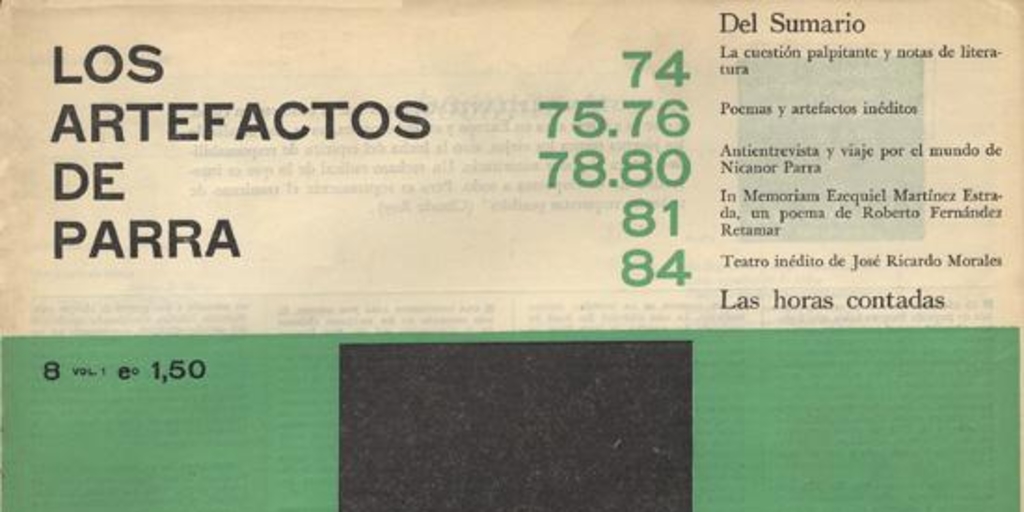 LOS
ARTEFACTOS
DE
PARRA
Del Sumario
74
La cuestión palpitante y notas de litera-
tura
75.76
Poemas y artefactos inéditos
78.80
Antientrevista y viaje por el mundo de
Nicanor Parra
81
In Memoriam Ezequiel Martínez Estra-
da, un poema de Roberto Fernández
Retamar
84
Teatro inédito de José Ricardo Morales
Las horas contadas
8 VOL. 1 eº 1,50